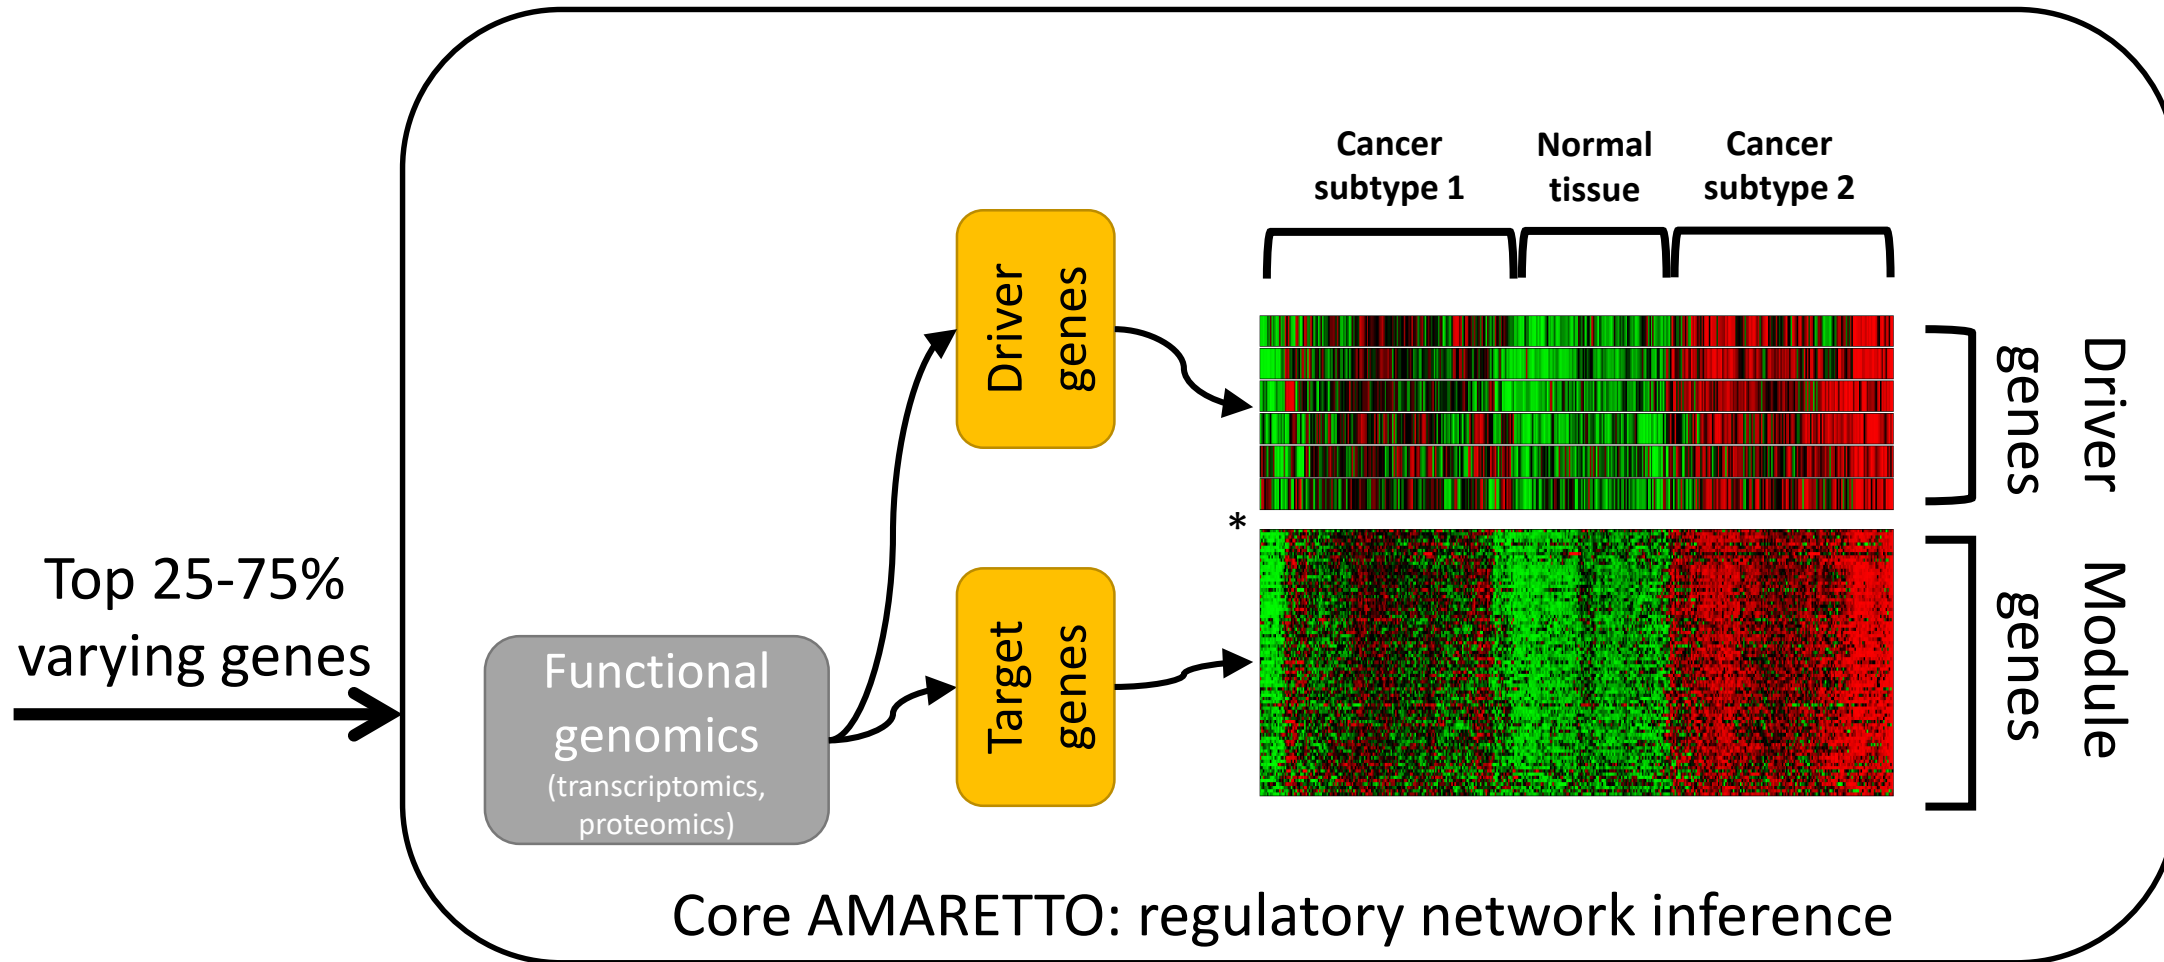 Top 25-75%
varying genes
Functional
genomics
(transcriptomics,
proteomics)
Driver
genes
Target
genes
Cancer
subtype 1
Normal
tissue
Cancer
subtype 2
*
Driver
genes
Module
genes
Core AMARETTO: regulatory network inference